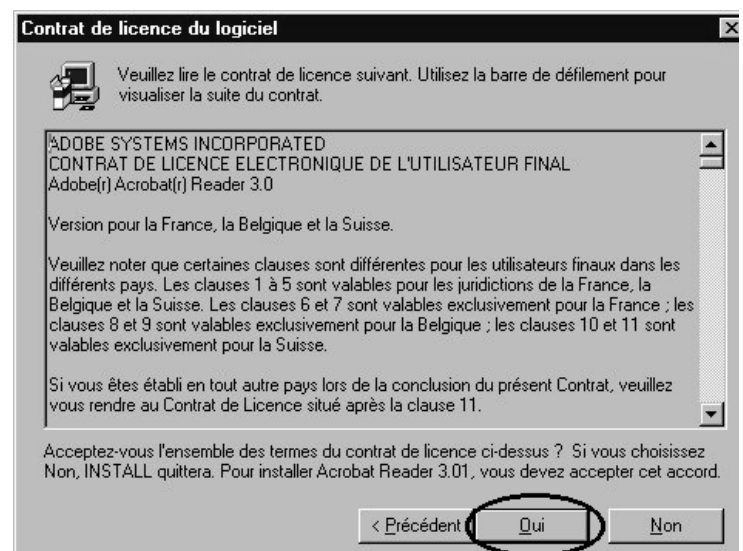 Contrat de licence du logiciel
Veuillez lire le contrat de licence suivant. Utilisez la barre de défilement pour
visualiser la suite du contrat.
ADOBE SYSTEMS INCORPORATED
CONTRAT DE LICENCE ELECTRONIQUE DE L'UTILISATEUR FINAL
Adobe(r) Acrobat(r) Reader 3.0
Version pour la France, la Belgique et la Suisse.
Veuillez noter que certaines clauses sont différentes pour les utilisateurs finaux dans les
différents pays. Les clauses 1 à 5 sont valables pour les juridictions de la France, la
Belgique et la Suisse. Les clauses 6 et 7 sont valables exclusivement pour la France ; les
clauses 8 et 9 sont valables exclusivement pour la Belgique ; les clauses 10 et 11 sont
valables exclusivement pour la Suisse.
Si vous êtes établi en tout autre pays lors de la conclusion du présent Contrat, veuillez
vous rendre au Contrat de Licence situé après la clause 11.
Acceptez-vous l'ensemble des termes du contrat de licence ci-dessus ? Si vous choisissez
Non, INSTALL quittera. Pour installer Acrobat Reader 3.01, vous devez accepter cet accord.
< Précédent Oui Non